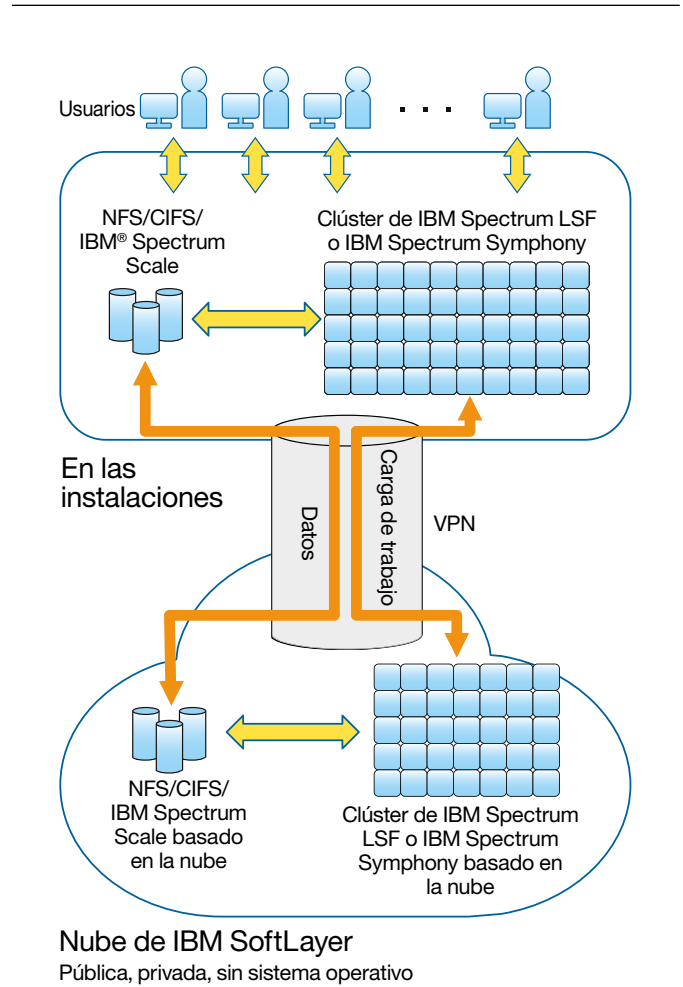 Usuarios
. . .
NFS/CIFS/
IBM® Spectrum
Scale
Clúster de IBM Spectrum LSF
o IBM Spectrum Symphony
En las
instalaciones
Datos
Carga de trabajo
VPN
NFS/CIFS/
IBM Spectrum
Scale basado
en la nube
Clúster de IBM Spectrum
LSF o IBM Spectrum
Symphony basado en
la nube
Nube de IBM SoftLayer
Pública, privada, sin sistema operativo